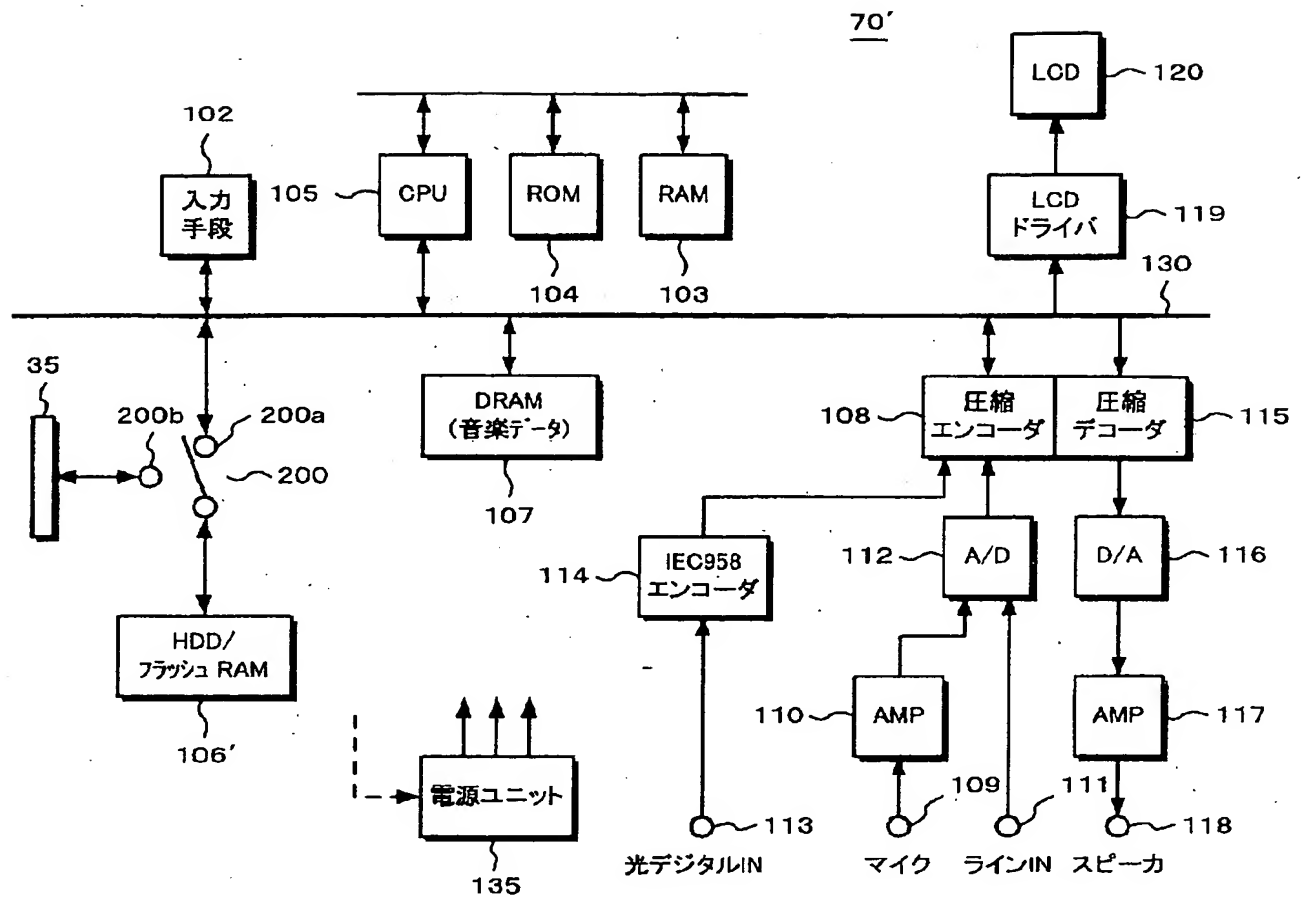 70′
LCD
120
102
入力
手段
105
CPU
ROM
RAM
104
103
LCD
ドライバ
119
130
35
200b
200a
200
DRAM
(音楽データ)
107
108
圧縮
エンコーダ
圧縮
デコーダ
115
114
IEC958
エンコーダ
112
A/D
D/A
116
HDD/
フラッシュ RAM
106′
110
AMP
AMP
117
電源ユニット
135
113
109
111
118
光デジタルIN
マイク
ラインIN
スピーカ